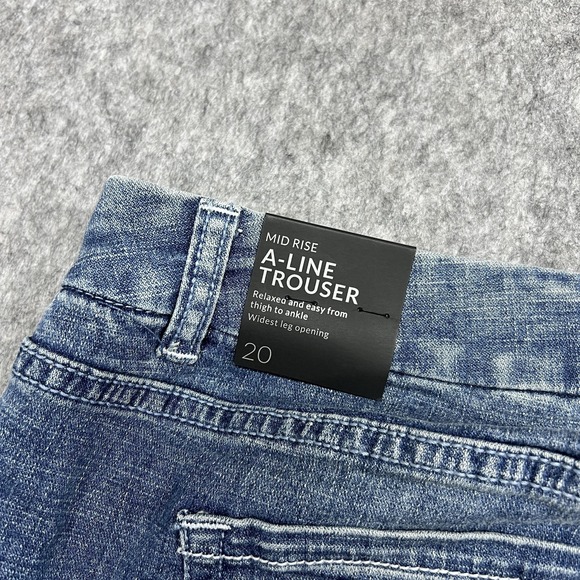 MID RISE
A-LINE
TROUSER
Relaxed and easy from
thigh to ankle
Widest leg opening
20